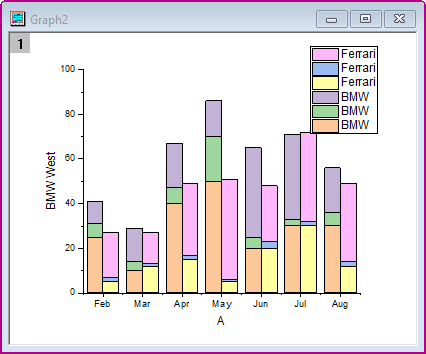 Graph2
1
Ferrari
Ferrari
Ferrari
BMW
BMW
BMW
100
80
60
40
20
0
BMW West
Feb Mar Apr May Jun Jul Aug
A